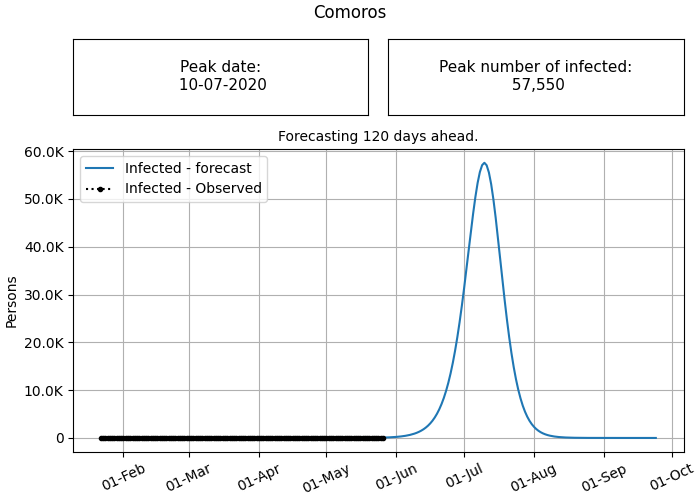 Comoros
Peak date:
10-07-2020
Peak number of infected:
57,550
Forecasting 120 days ahead.
Infected - forecast
Infected - Observed
Persons
60.0K
50.0K
40.0K
30.0K
20.0K
10.0K
0
01-Feb
01-Mar
01-Apr
01-May
01-Jun
01-Jul
01-Aug
01-Sep
01-Oct